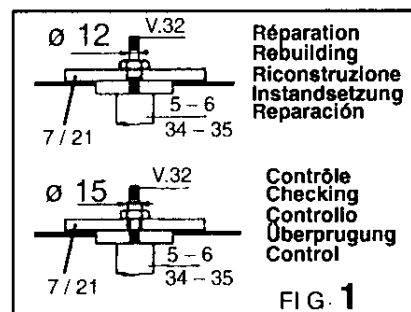 V.32
ø 12
5 – 6
34 – 35
7 / 21
Réparation
Rebuilding
Riconstruzione
Instandsetzung
Reparación
V.32
ø 15
5 – 6
34 – 35
7 / 21
Contrôle
Checking
Controllo
Überprugung
Control
FIG. 1